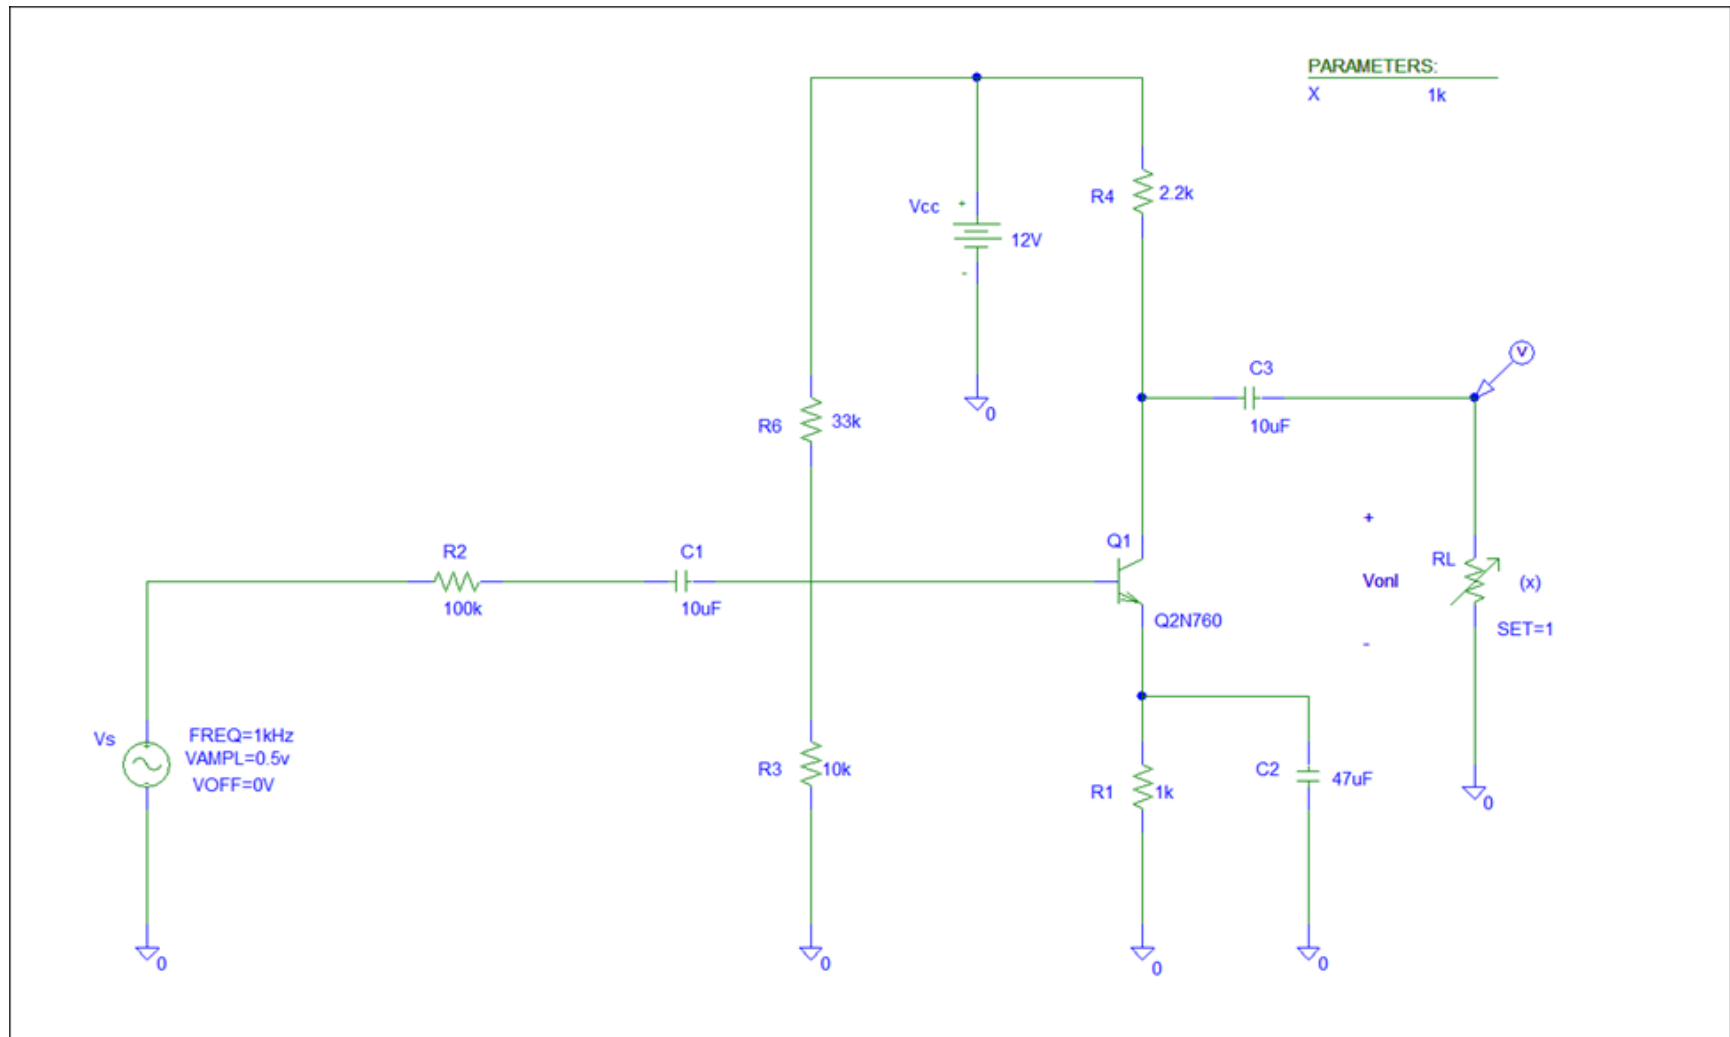 PARAMETERS:
X 1k
R4 2.2k
Vcc + 12V -
0
V
C3
10uF
R6 33k
R2
100k
C1
10uF
Q1
Q2N760
+
Vonl
-
RL (x)
SET=1
0
Vs
FREQ=1kHz
VAMPL=0.5v
VOFF=0V
R3 10k
R1 1k
C2 47uF
0
0
0
0